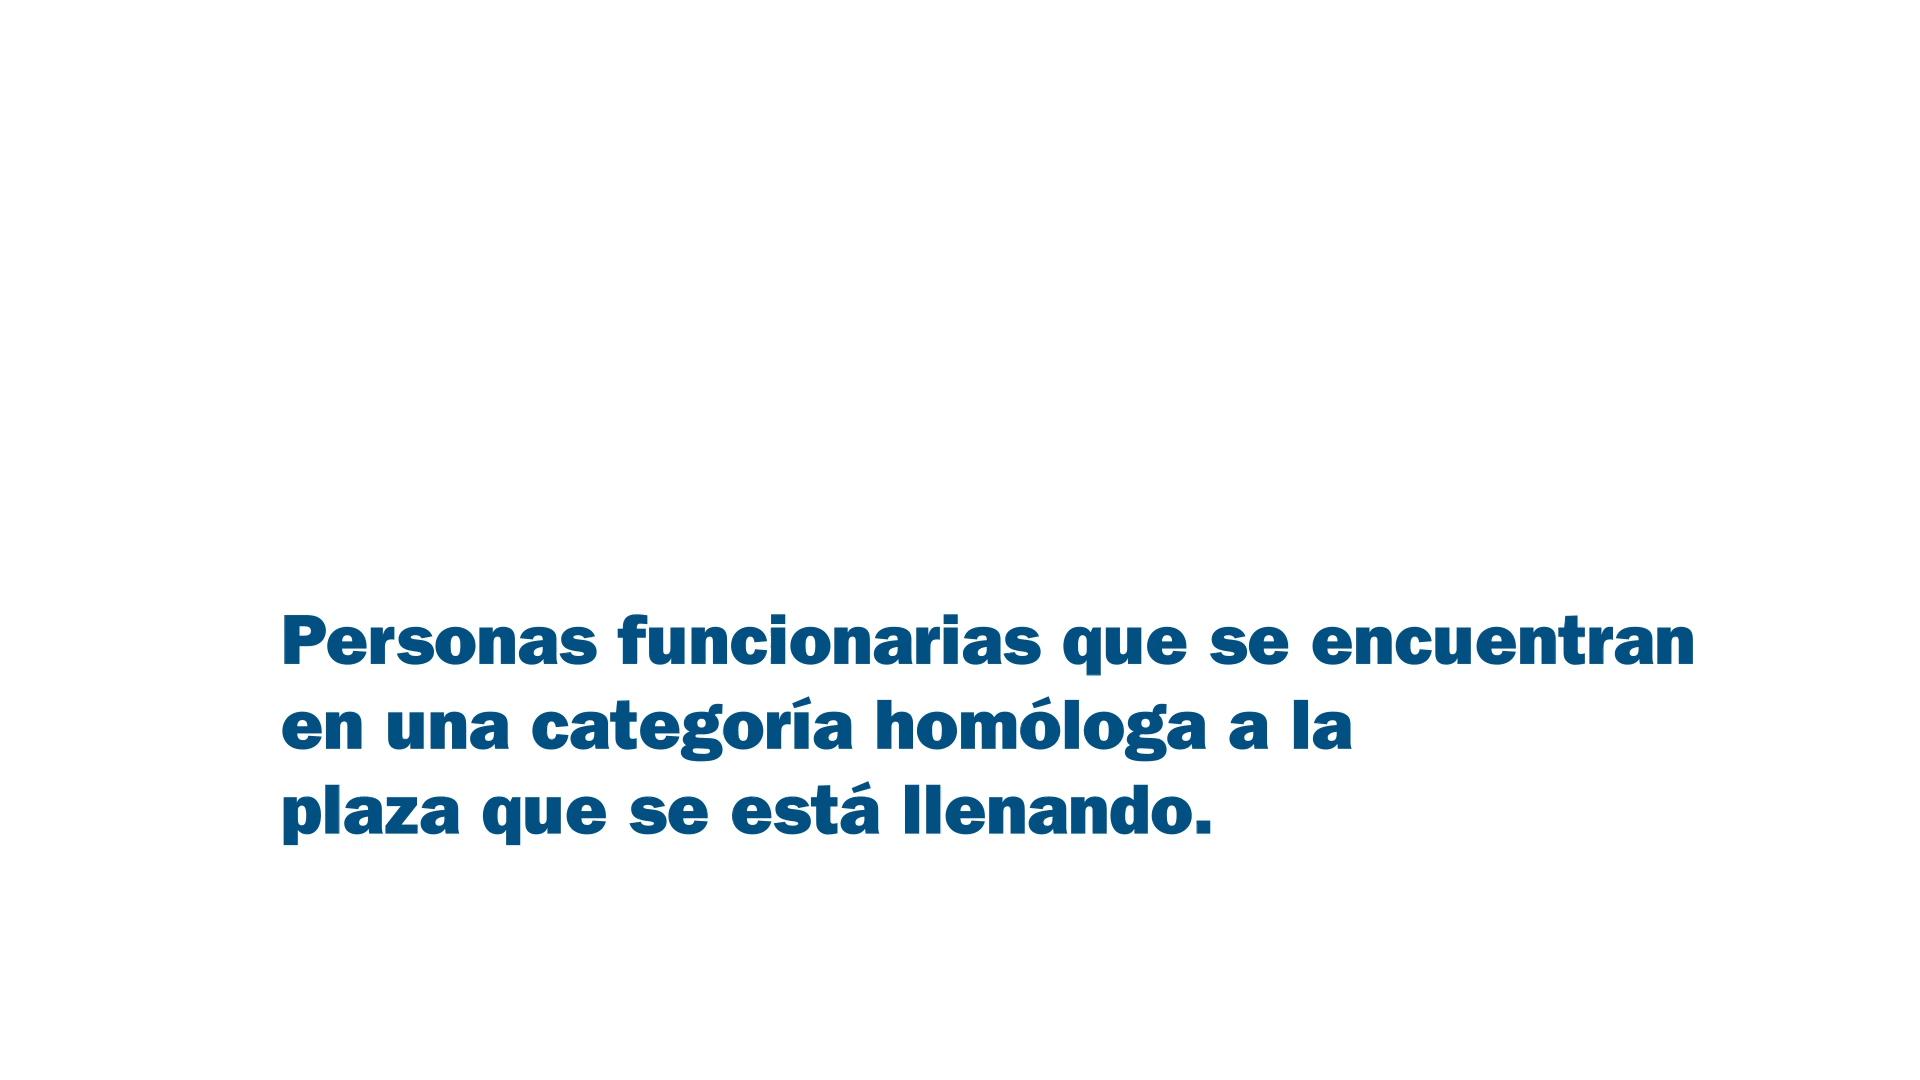 Personas funcionarias que se encuentran
en una categoría homóloga a la
plaza que se está llenando.